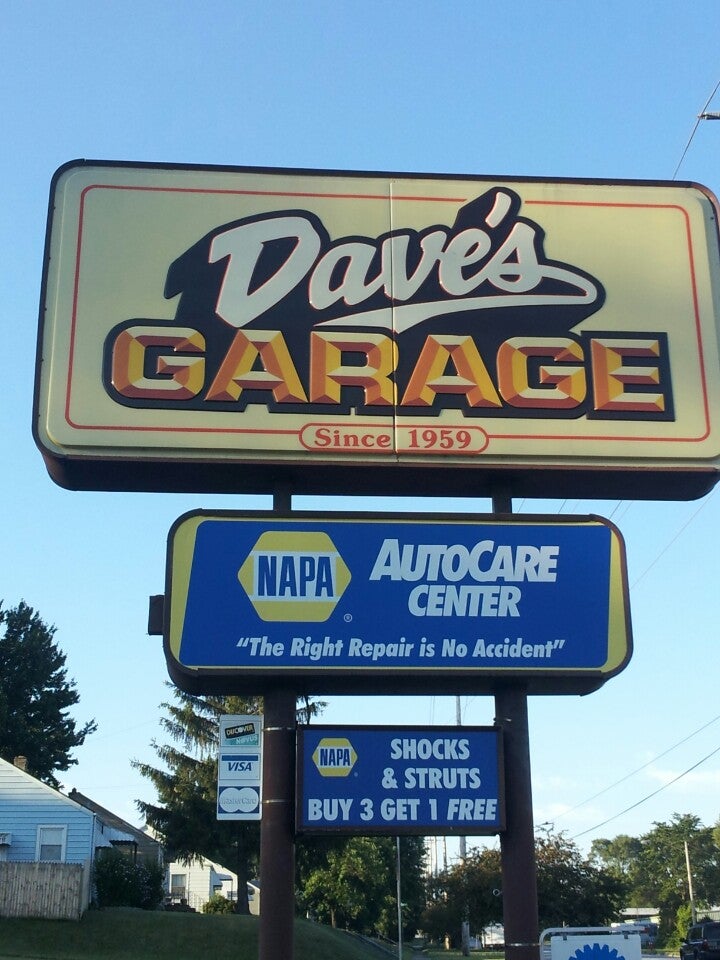 Dave's
GARAGE
Since 1959
NAPA
AUTOCARE
CENTER
®
"The Right Repair is No Accident"
DISCOVER
VISA
MasterCard
NAPA
SHOCKS
& STRUTS
BUY 3 GET 1 FREE